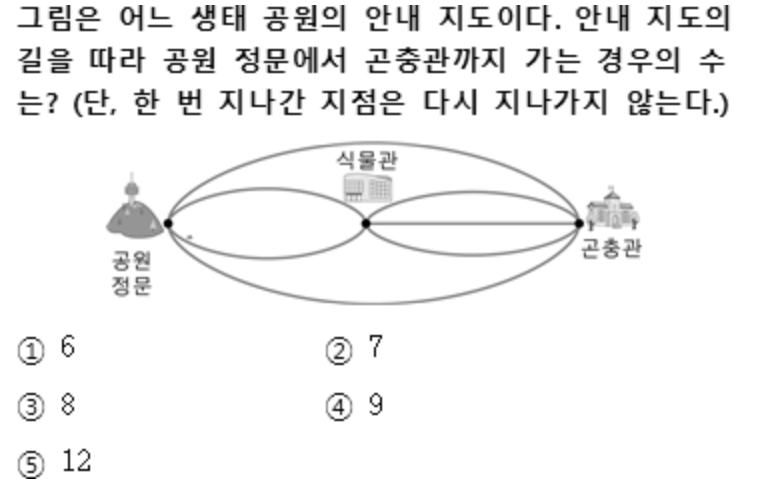 그림은 어느 생태 공원의 안내 지도이다. 안내 지도의
길을 따라 공원 정문에서 곤충관까지 가는 경우의 수
는? (단, 한 번 지나간 지점은 다시 지나가지 않는다.)
식물관
공원
정문
곤충관
① 6
② 7
③ 8
④ 9
⑤ 12